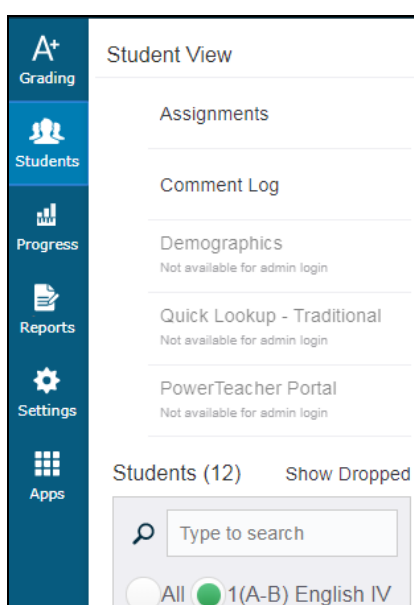 A+
Grading
Students
Progress
Reports
Settings
Apps
Student View
Assignments
Comment Log
Demographics
Not available for admin login
Quick Lookup - Traditional
Not available for admin login
PowerTeacher Portal
Not available for admin login
Students (12) Show Dropped
Type to search
All 1(A-B) English IV